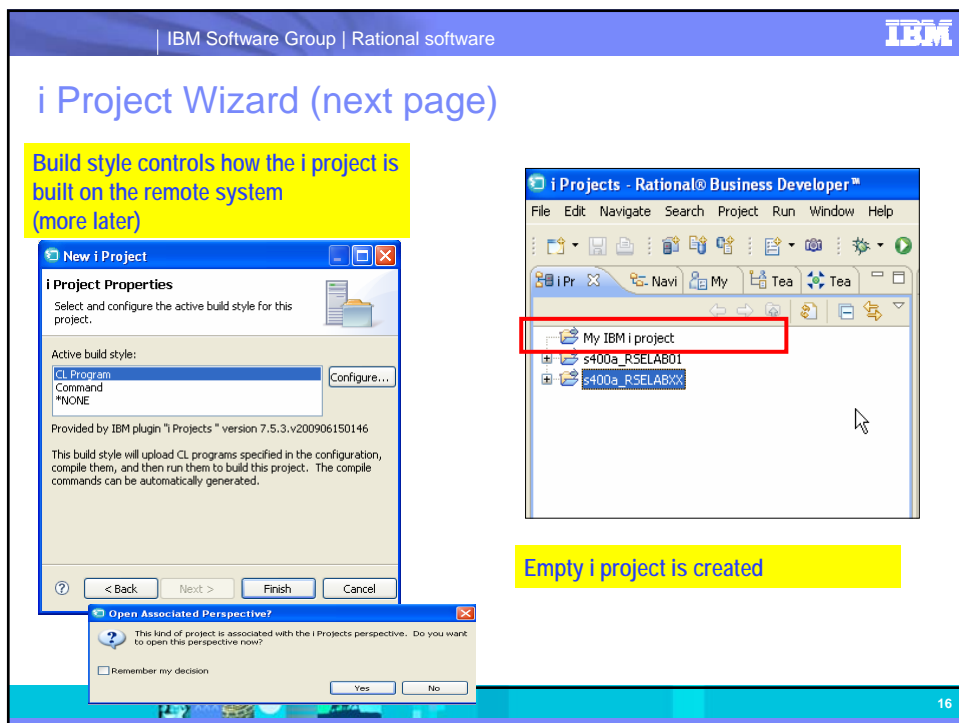 IBM Software Group | Rational software
IBM
i Project Wizard (next page)
Build style controls how the i project is
built on the remote system
(more later)
New i Project
i Project Properties
Select and configure the active build style for this
project.
Active build style:
CL Program
Command
*NONE
Configure...
Provided by IBM plugin "i Projects " version 7.5.3.v200906150146
This build style will upload CL programs specified in the configuration,
compile them, and then run them to build this project. The compile
commands can be automatically generated.
< Back
Next >
Finish
Cancel
Open Associated Perspective?
This kind of project is associated with the i Projects perspective. Do you want
to open this perspective now?
Remember my decision
Yes
No
i Projects - Rational® Business Developer™
File Edit Navigate Search Project Run Window Help
i Pr
Navi
My
Tea
Tea
My IBM i project
s400a_RSELAB01
s400a_RSELABXX
Empty i project is created
16